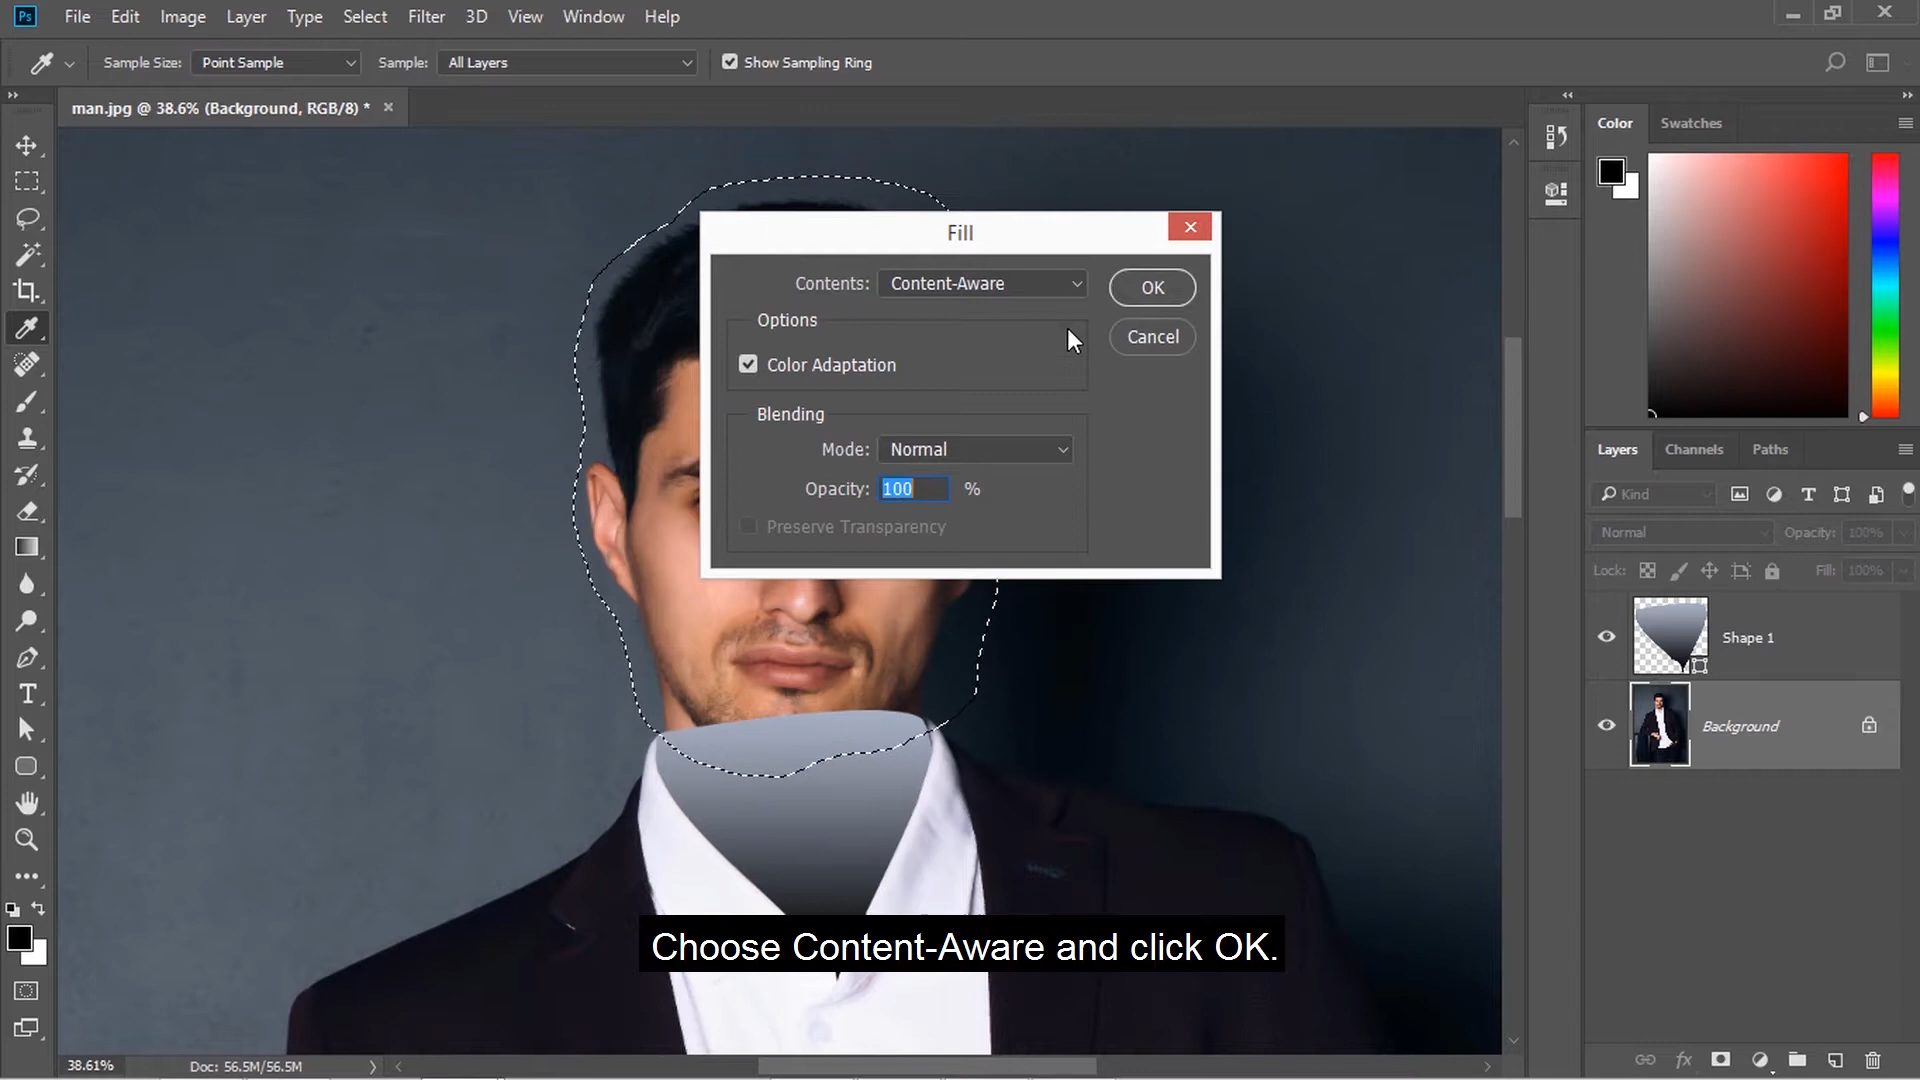 Ps File Edit Image Layer Type Select Filter 3D View Window Help
Sample Size: Point Sample Sample: All Layers Show Sampling Ring
man.jpg @ 38.6% (Background, RGB/8) *
Color Swatches
Fill
Contents: Content-Aware
OK
Options
Cancel
Color Adaptation
Blending
Mode: Normal
Opacity: 100 %
Preserve Transparency
Layers Channels Paths
Kind
Normal Opacity: 100%
Lock: Fill: 100%
Shape 1
Background
Choose Content-Aware and click OK.
38.61% Doc: 56.5M/56.5M
fx